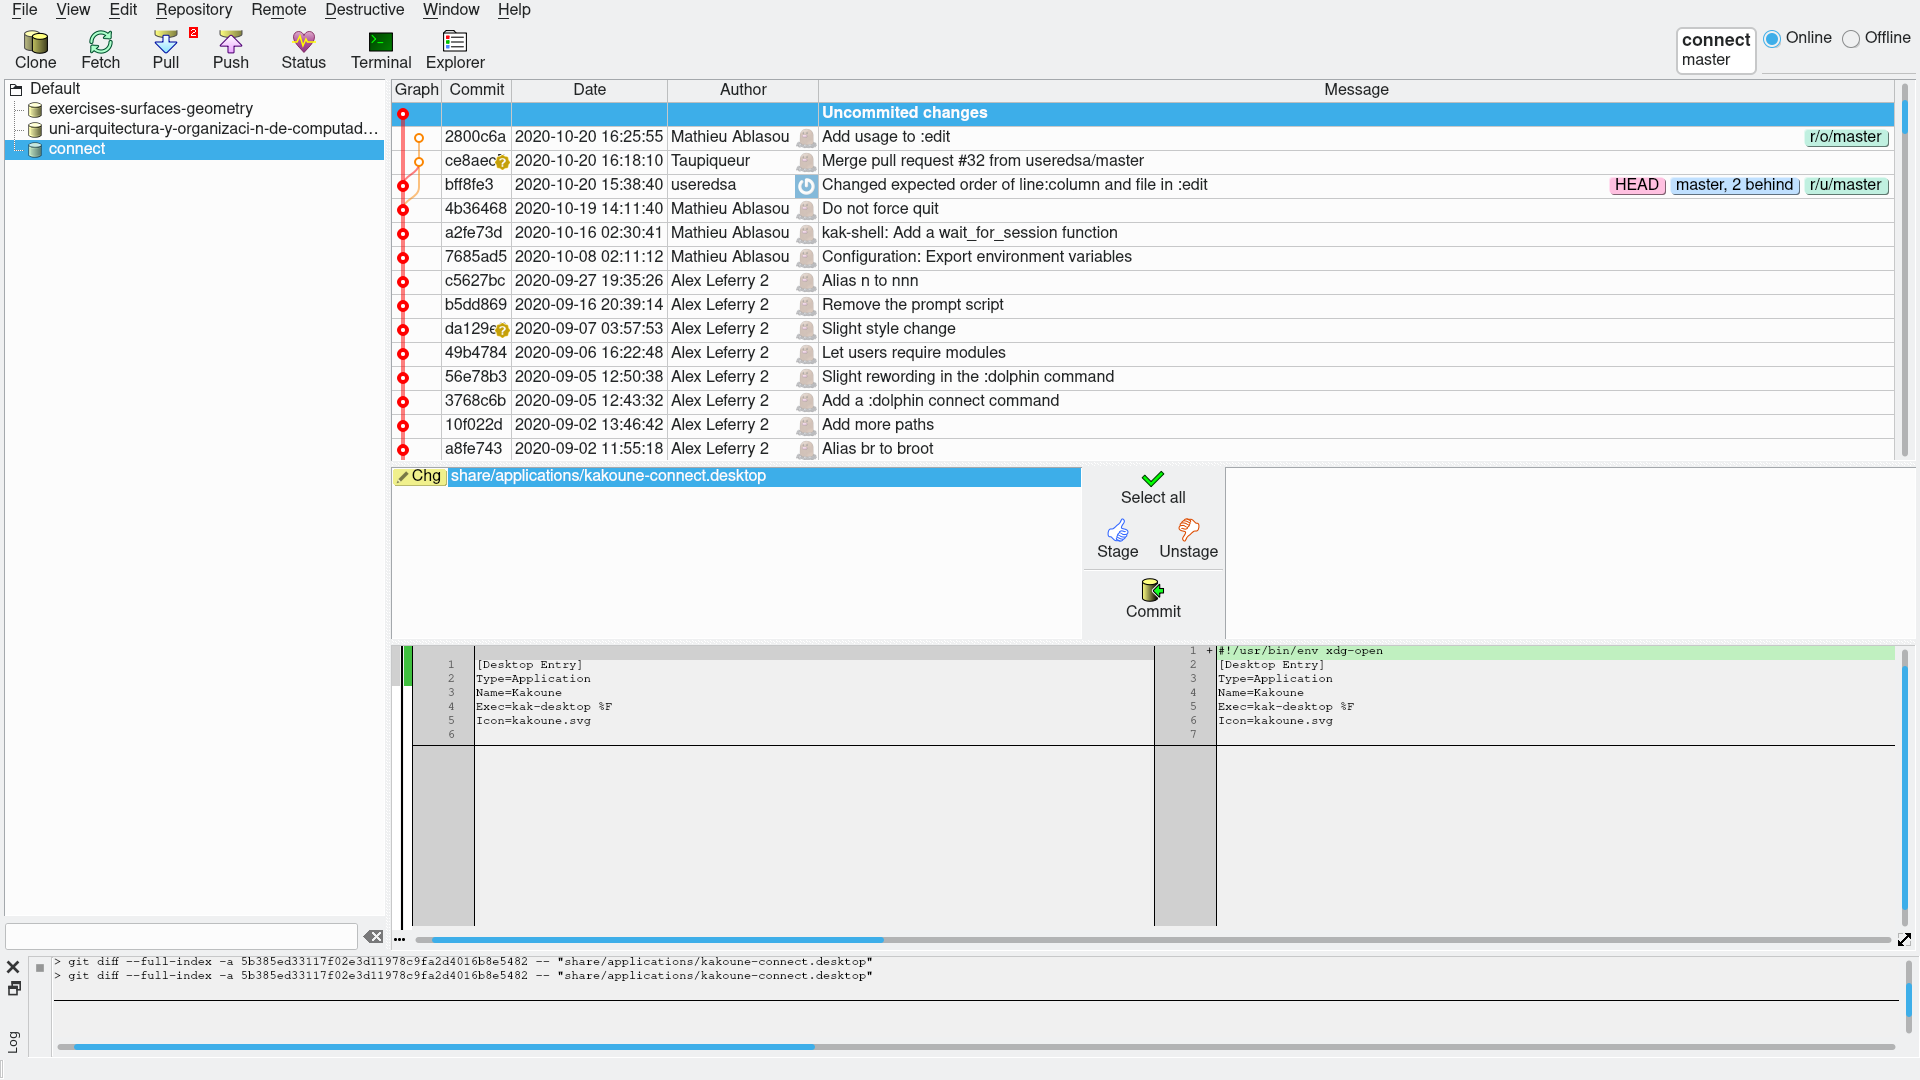 File View Edit Repository Remote Destructive Window Help
Clone Fetch Pull 2 Push Status Terminal Explorer
connect
master
Online Offline
Default
exercises-surfaces-geometry
uni-arquitectura-y-organizaci-n-de-computad...
connect
Graph Commit Date Author Message
Uncommited changes
2800c6a 2020-10-20 16:25:55 Mathieu Ablasou Add usage to :edit r/o/master
ce8aec 2020-10-20 16:18:10 Taupiqueur Merge pull request #32 from useredsa/master
bff8fe3 2020-10-20 15:38:40 useredsa Changed expected order of line:column and file in :edit HEAD master, 2 behind r/u/master
4b36468 2020-10-19 14:11:40 Mathieu Ablasou Do not force quit
a2fe73d 2020-10-16 02:30:41 Mathieu Ablasou kak-shell: Add a wait_for_session function
7685ad5 2020-10-08 02:11:12 Mathieu Ablasou Configuration: Export environment variables
c5627bc 2020-09-27 19:35:26 Alex Leferry 2 Alias n to nnn
b5dd869 2020-09-16 20:39:14 Alex Leferry 2 Remove the prompt script
da129e 2020-09-07 03:57:53 Alex Leferry 2 Slight style change
49b4784 2020-09-06 16:22:48 Alex Leferry 2 Let users require modules
56e78b3 2020-09-05 12:50:38 Alex Leferry 2 Slight rewording in the :dolphin command
3768c6b 2020-09-05 12:43:32 Alex Leferry 2 Add a :dolphin connect command
10f022d 2020-09-02 13:46:42 Alex Leferry 2 Add more paths
a8fe743 2020-09-02 11:55:18 Alex Leferry 2 Alias br to broot
Chg share/applications/kakoune-connect.desktop
Select all
Stage Unstage
Commit
1 + #!/usr/bin/env xdg-open
1 [Desktop Entry] 2 [Desktop Entry]
2 Type=Application 3 Type=Application
3 Name=Kakoune 4 Name=Kakoune
4 Exec=kak-desktop %F 5 Exec=kak-desktop %F
5 Icon=kakoune.svg 6 Icon=kakoune.svg
6 7
> git diff --full-index -a 5b385ed33117f02e3d11978c9fa2d4016b8e5482 -- "share/applications/kakoune-connect.desktop"
> git diff --full-index -a 5b385ed33117f02e3d11978c9fa2d4016b8e5482 -- "share/applications/kakoune-connect.desktop"
Log